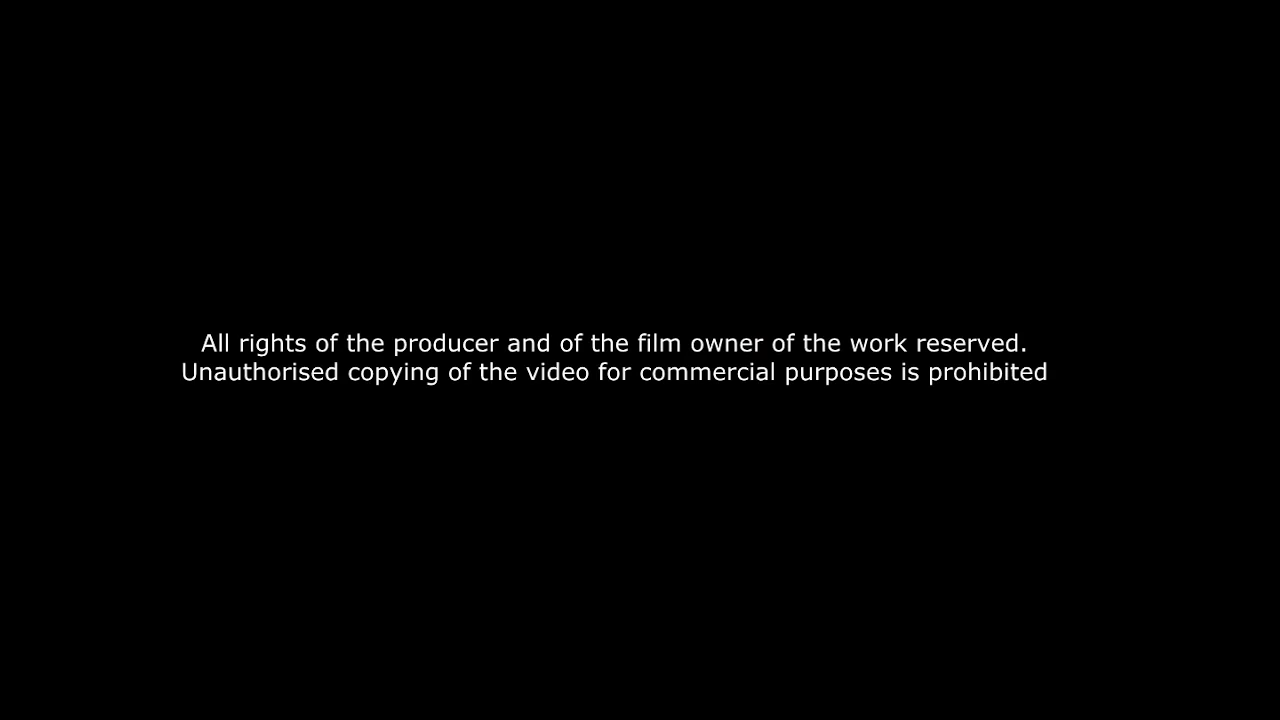 All rights of the producer and of the film owner of the work reserved.
Unauthorised copying of the video for commercial purposes is prohibited